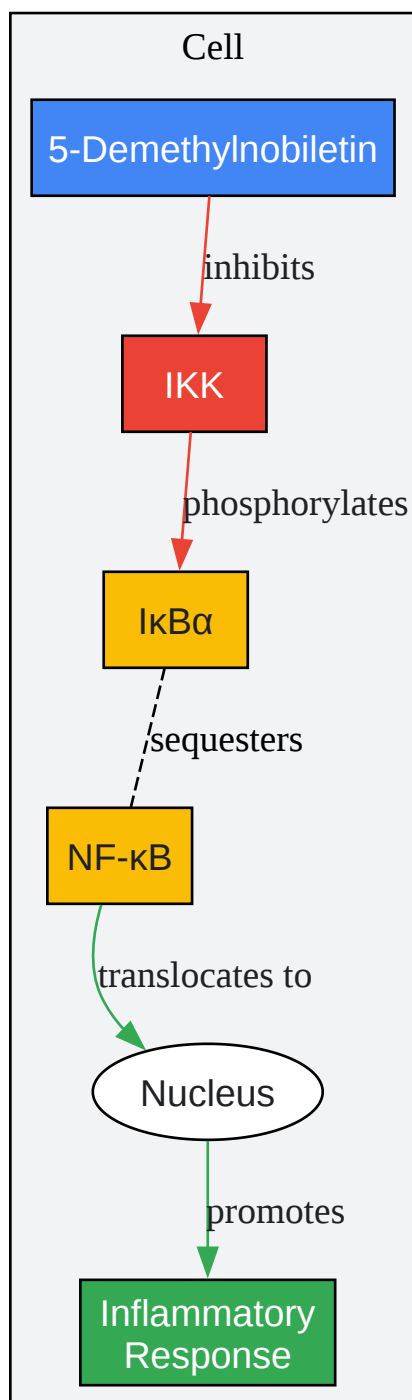 Cell
5-Demethylnobiletin
inhibits
IKK
phosphorylates
IκBα
sequesters
NF-κB
translocates to
Nucleus
promotes
Inflammatory
Response